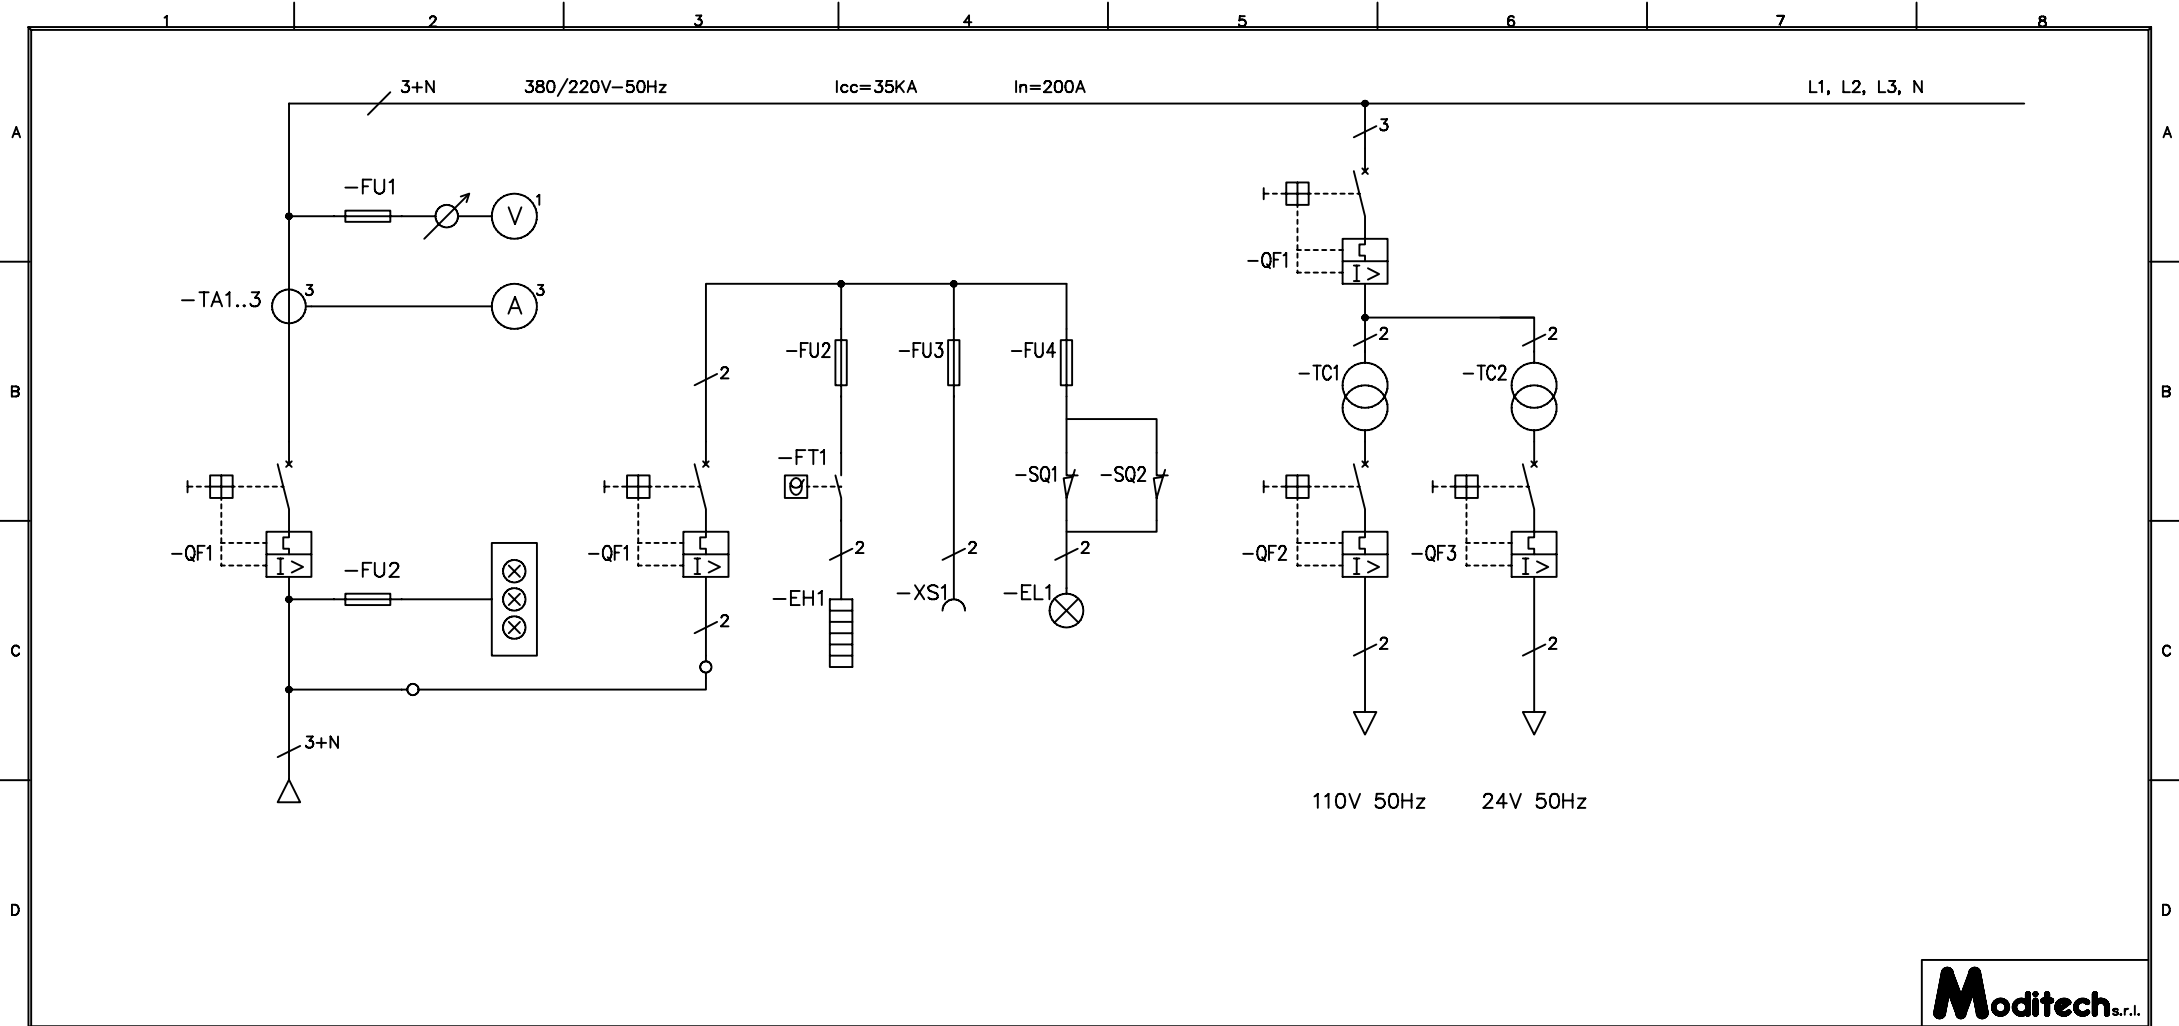 1 2 3 4 5 6 7 8
3+N 380/220V-50Hz Icc=35KA In=200A L1, L2, L3, N
A 3 A
-FU1
V 1
-QF1
I >
-TA1..3 3 A 3
-FU2 -FU3 -FU4 2 2
2 -TC1 -TC2
B B
-FT1 -SQ1 -SQ2
-QF1 -QF1 2 2 2 -QF2 -QF3
I > I > I > I >
-FU2
-EH1 -XS1 -EL1
2 2 2
C C
3+N
110V 50Hz 24V 50Hz
D D
Moditech s.r.l.